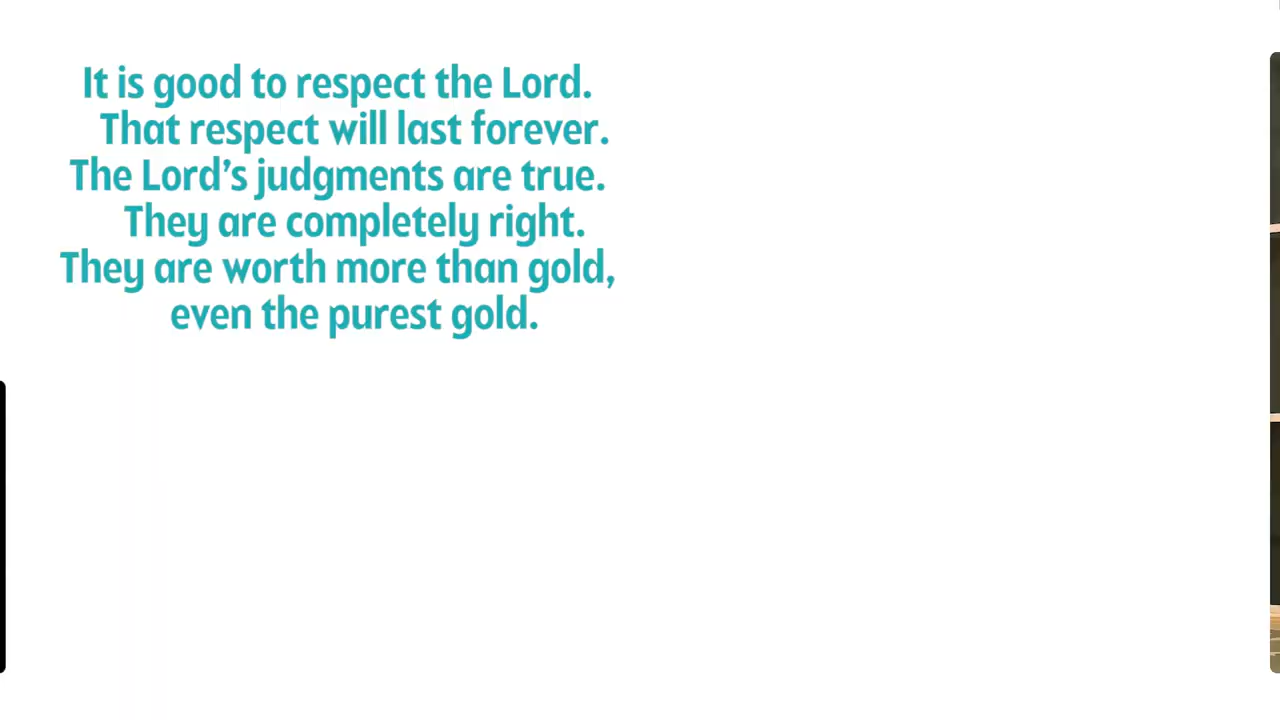 It is good to respect the Lord.
That respect will last forever.
The Lord’s judgments are true.
They are completely right.
They are worth more than gold,
even the purest gold.